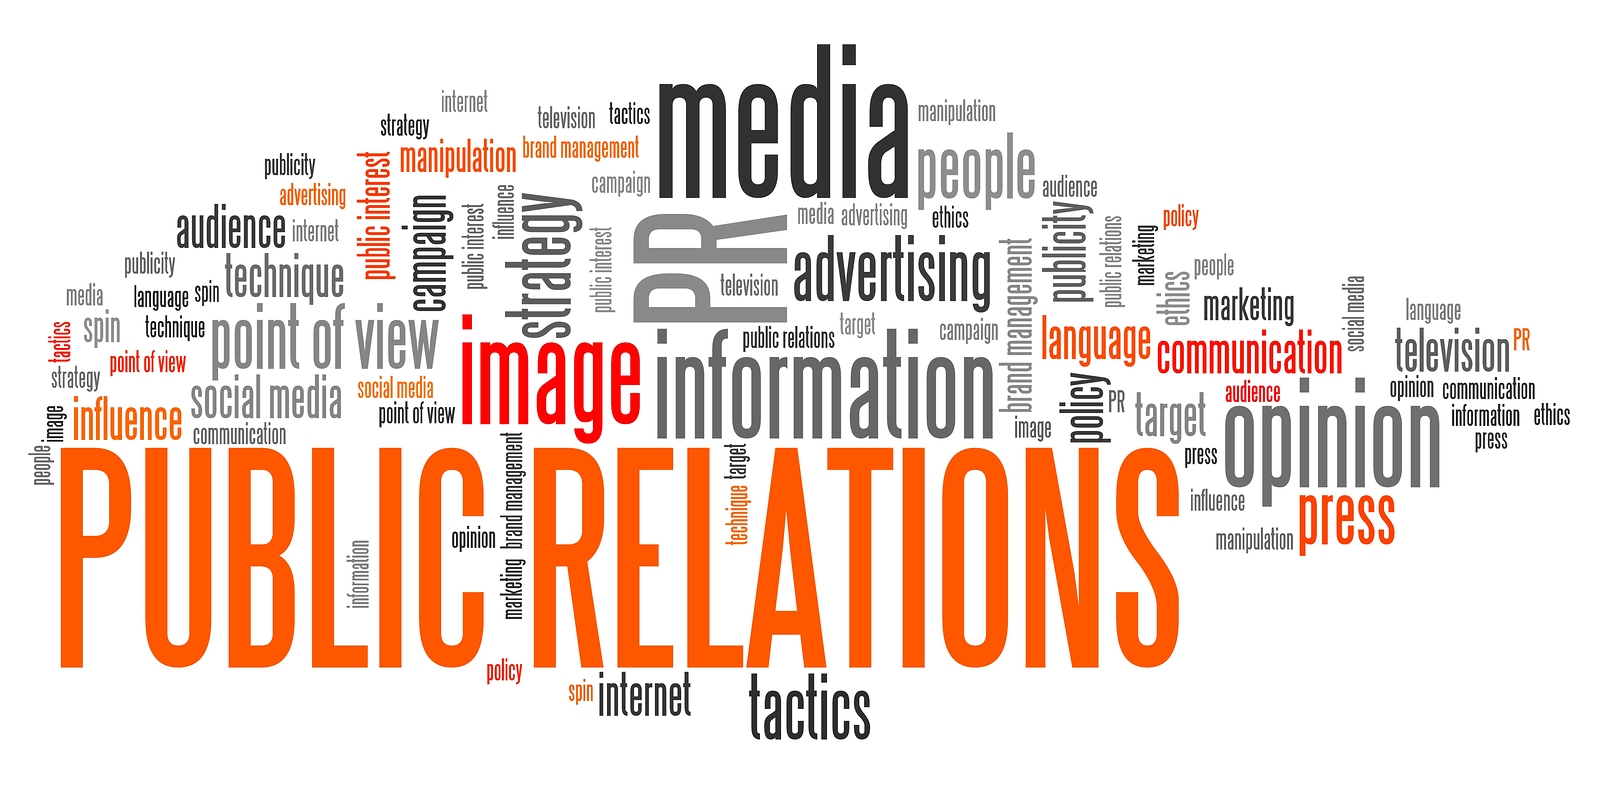 media
internet
television
tactics
manipulation
strategy
manipulation
brand management
people
publicity
public interest
campaign
audience
advertising
campaign
public interest
influence
strategy
public interest
PR
media
advertising
ethics
publicity
public relations
marketing
policy
audience
internet
technique
television
advertising
brand management
people
ethics
publicity
language
spin
media
marketing
social media
language
spin
technique
point of view
image
public relations
target
campaign
information
language
communication
television
PR
tactics
point of view
strategy
social media
social media
point of view
policy
PR
target
audience
opinion
opinion
communication
information
ethics
press
image
influence
communication
image
people
press
PUBLIC RELATIONS
brand management
target
technique
opinion
information
marketing
influence
press
manipulation
policy
spin
internet
tactics